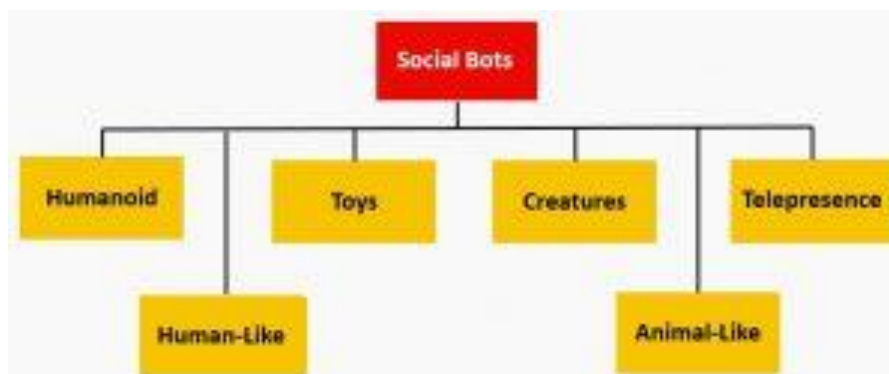 Social Bots
Humanoid
Toys
Creatures
Telepresence
Human-Like
Animal-Like